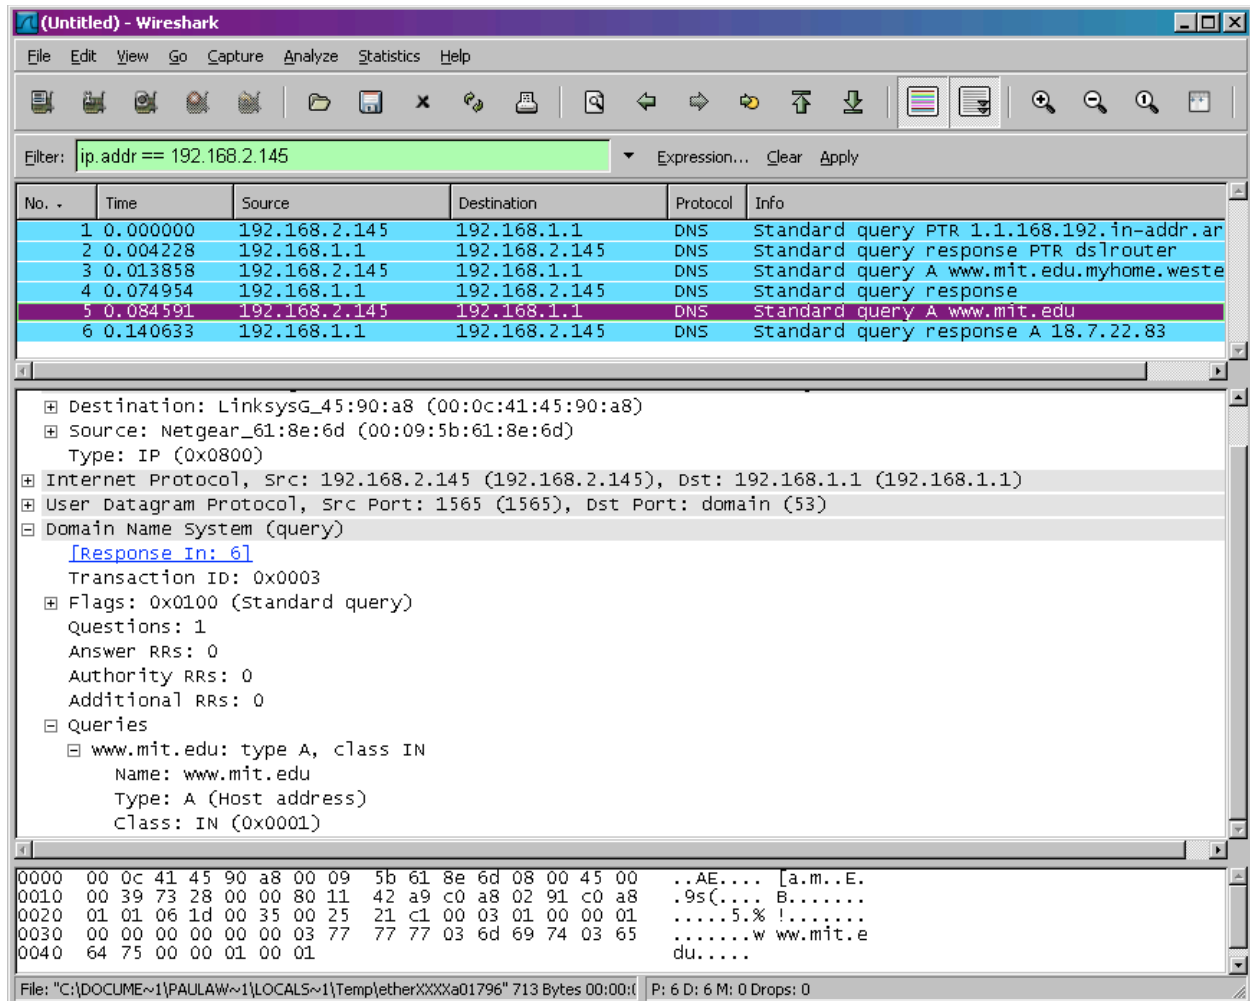 (Untitled) - Wireshark
File Edit View Go Capture Analyze Statistics Help
Filter: ip.addr == 192.168.2.145 Expression... Clear Apply
No. Time Source Destination Protocol Info
1 0.000000 192.168.2.145 192.168.1.1 DNS Standard query PTR 1.1.168.192.in-addr.ar
2 0.004228 192.168.1.1 192.168.2.145 DNS Standard query response PTR dslrouter
3 0.013858 192.168.2.145 192.168.1.1 DNS Standard query A www.mit.edu.myhome.weste
4 0.074954 192.168.1.1 192.168.2.145 DNS Standard query response
5 0.084591 192.168.2.145 192.168.1.1 DNS Standard query A www.mit.edu
6 0.140633 192.168.1.1 192.168.2.145 DNS Standard query response A 18.7.22.83
Destination: LinksysG_45:90:a8 (00:0c:41:45:90:a8)
Source: Netgear_61:8e:6d (00:09:5b:61:8e:6d)
Type: IP (0x0800)
Internet Protocol, Src: 192.168.2.145 (192.168.2.145), Dst: 192.168.1.1 (192.168.1.1)
User Datagram Protocol, Src Port: 1565 (1565), Dst Port: domain (53)
Domain Name System (query)
[Response In: 6]
Transaction ID: 0x0003
Flags: 0x0100 (Standard query)
Questions: 1
Answer RRs: 0
Authority RRs: 0
Additional RRs: 0
Queries
www.mit.edu: type A, class IN
Name: www.mit.edu
Type: A (Host address)
Class: IN (0x0001)
0000 00 0c 41 45 90 a8 00 09 5b 61 8e 6d 08 00 45 00 ..AE.... [a.m..E.
0010 00 39 73 28 00 00 80 11 42 a9 c0 a8 02 91 c0 a8 .9s(.... B.......
0020 01 01 06 1d 00 35 00 25 21 c1 00 03 01 00 00 01 .....5.% !.......
0030 00 00 00 00 00 00 03 77 77 77 03 6d 69 74 03 65 .......w ww.mit.e
0040 64 75 00 00 01 00 01 du.....
File: "C:\DOCUME~1\PAULAW~1\LOCALS~1\Temp\etherXXXXa01796" 713 Bytes 00:00:( P: 6 D: 6 M: 0 Drops: 0